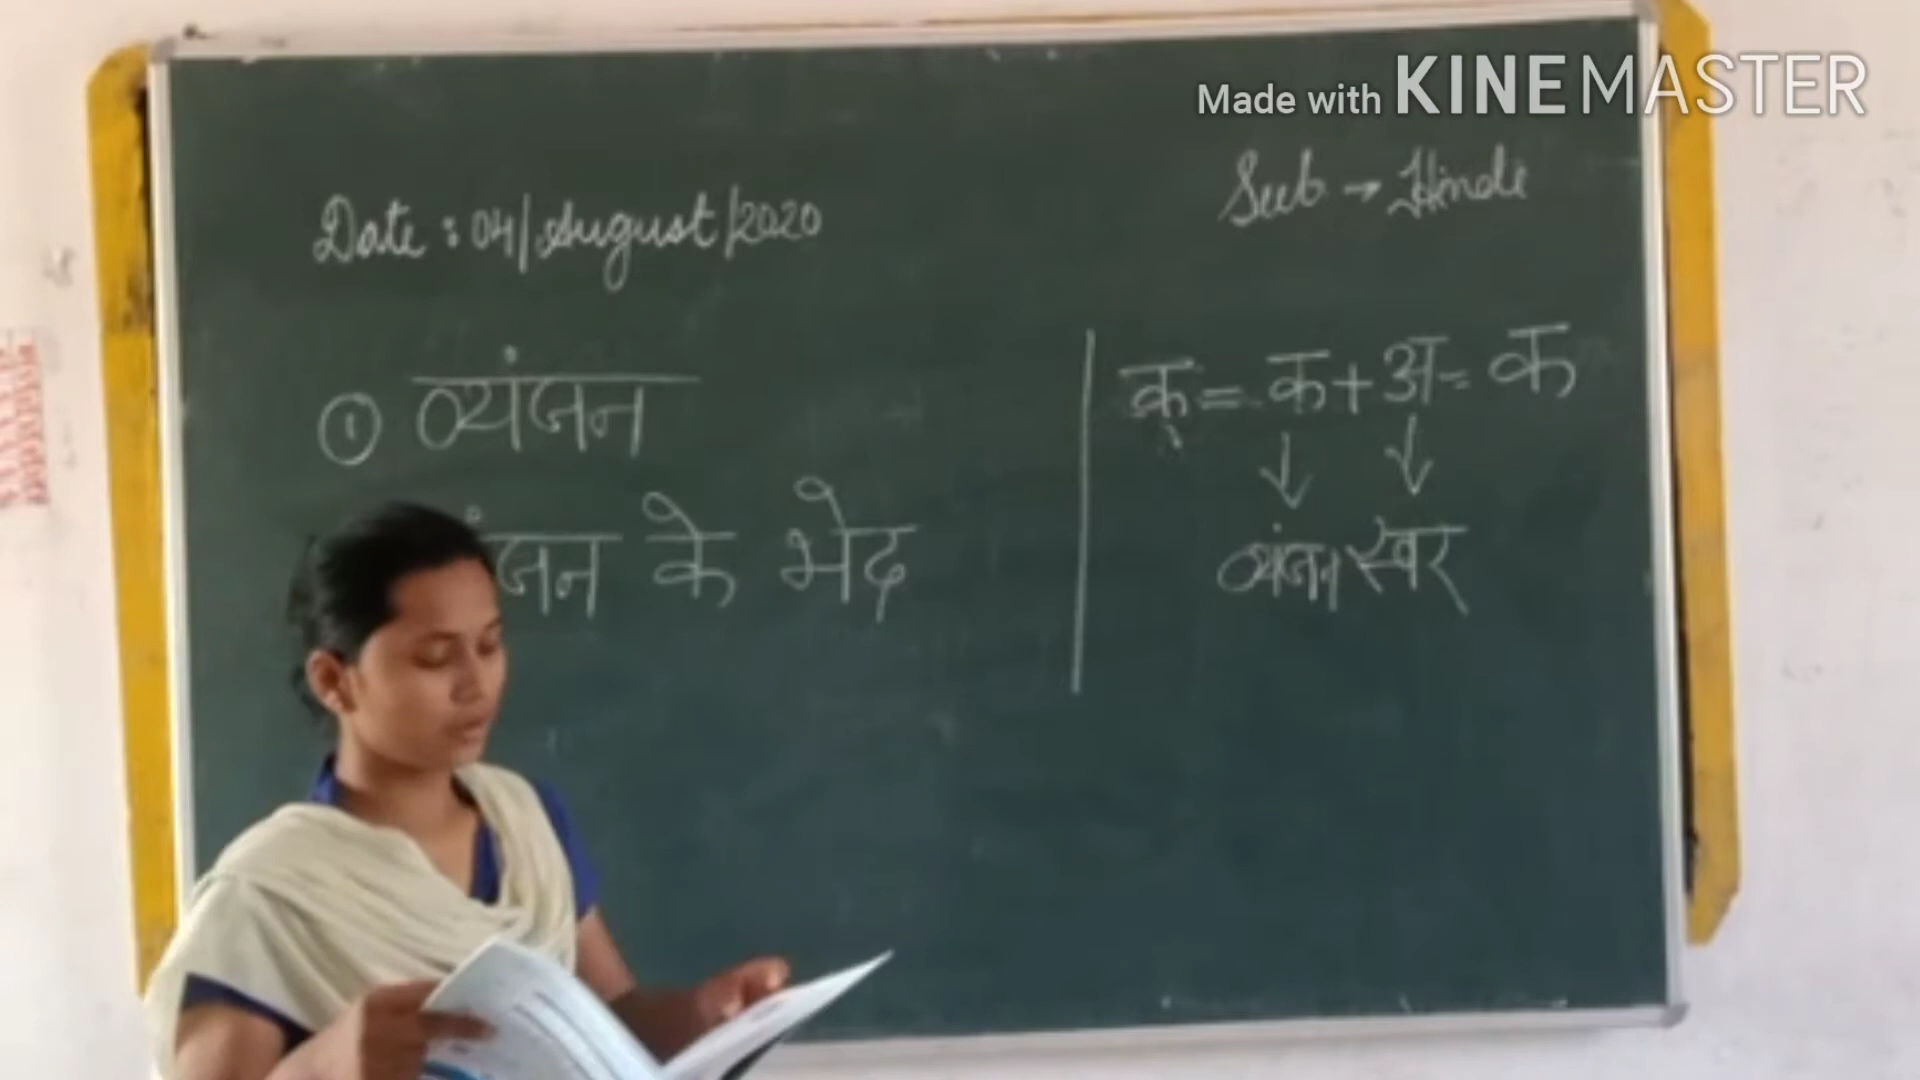 Made with KINEMASTER
Sub → Hindi
Date : 04/August/2020
① व्यंजन
क् = क + अ = क
↓ ↓
के भेद
व्यंजन स्वर